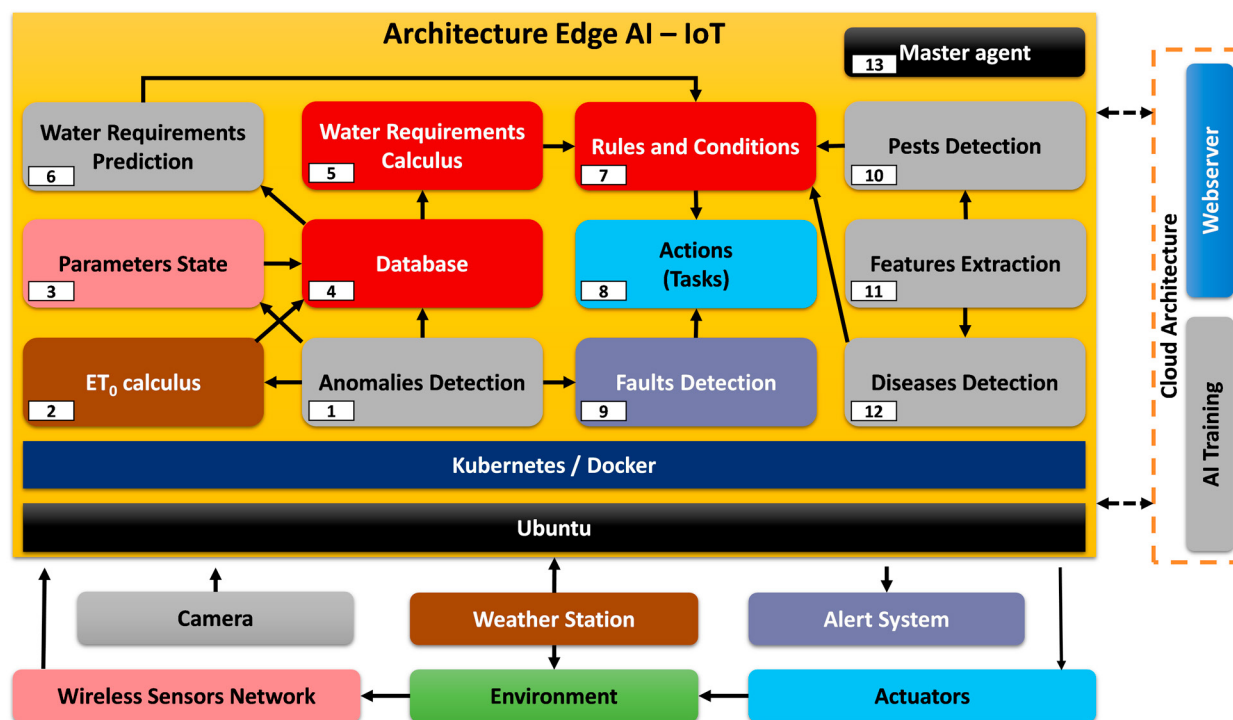 Architecture Edge AI – IoT
Master agent
13
Water Requirements
Prediction
6
Water Requirements
Calculus
5
Rules and Conditions
7
Pests Detection
10
Parameters State
3
Database
4
Actions
(Tasks)
8
Features Extraction
11
ET₀ calculus
2
Anomalies Detection
1
Faults Detection
9
Diseases Detection
12
Kubernetes / Docker
Ubuntu
Cloud Architecture
Webserver
AI Training
Camera
Weather Station
Alert System
Wireless Sensors Network
Environment
Actuators